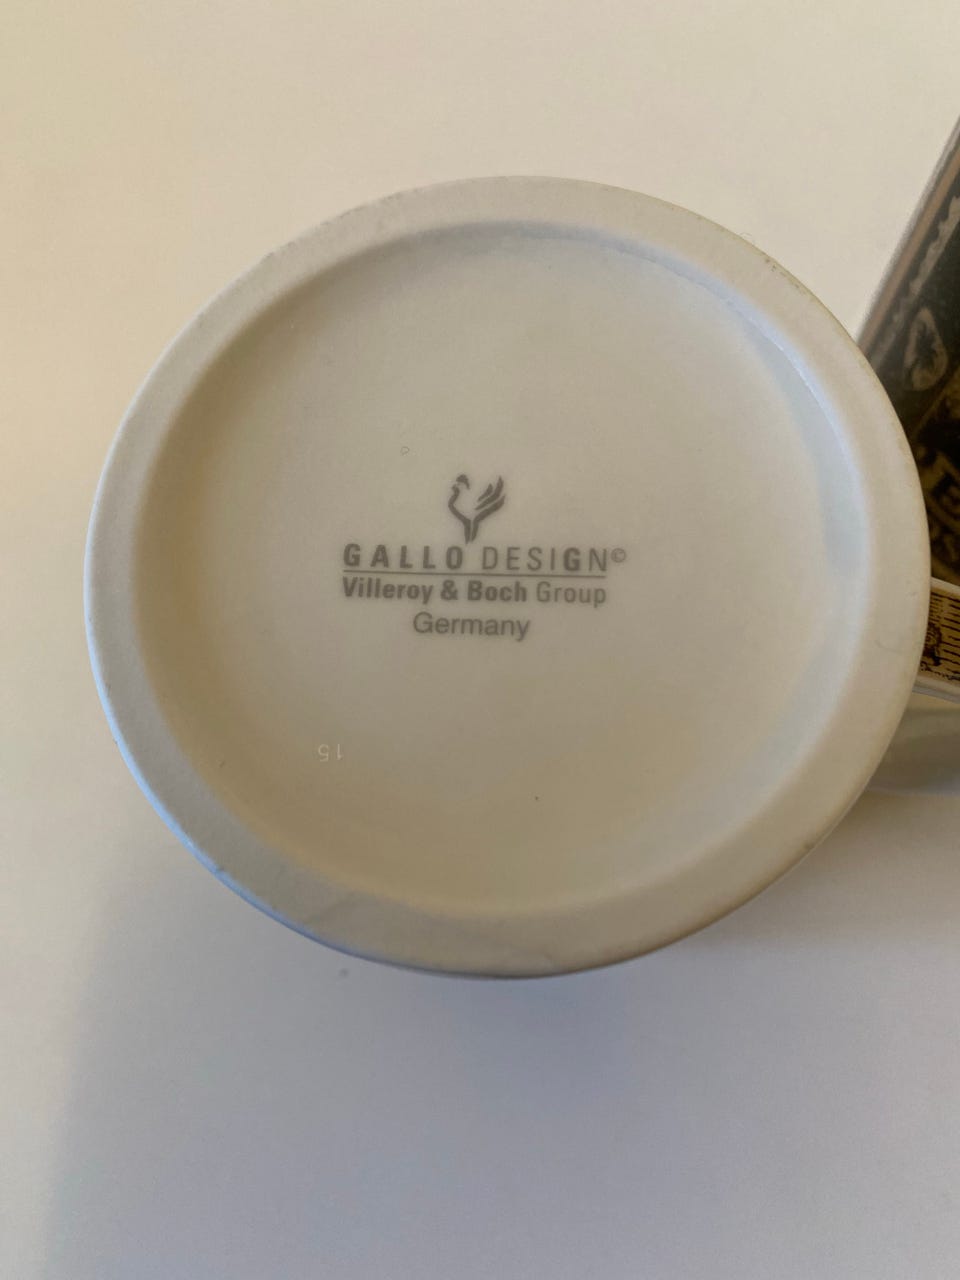 GALLO DESIGN©
Villeroy & Boch Group
Germany
15